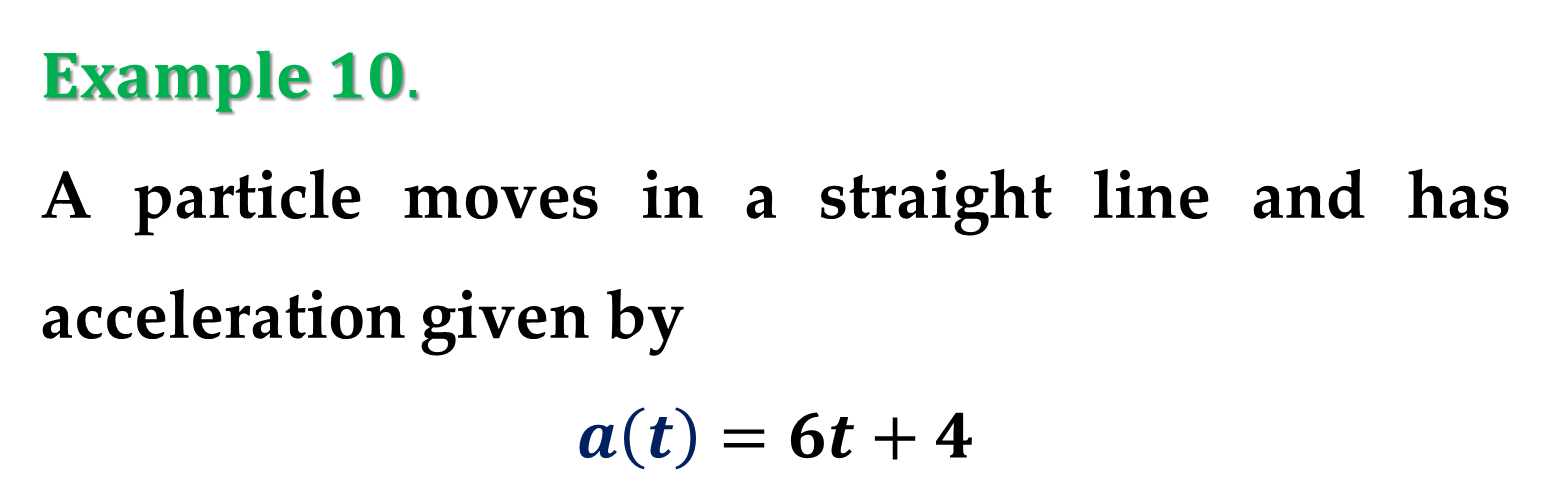 Example 10.
A particle moves in a straight line and has
acceleration given by
a(t) = 6t + 4